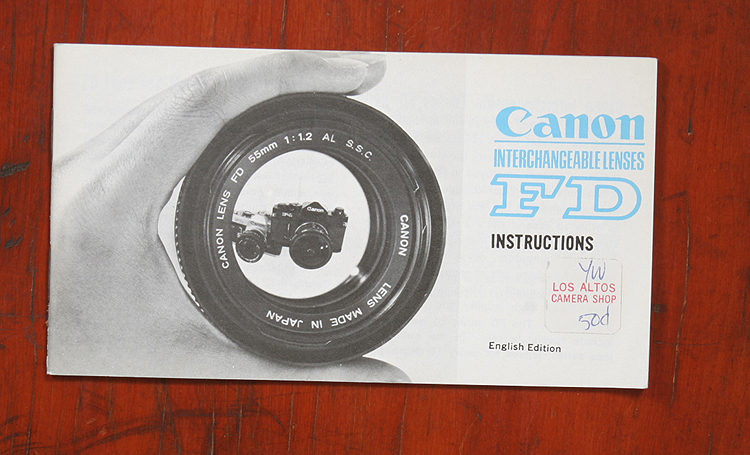 CANON LENS FD 55mm 1:1.2 AL S.S.C.
CANON LENS MADE IN JAPAN
Canon
Canon
INTERCHANGEABLE LENSES
FD
INSTRUCTIONS
YW
LOS ALTOS
CAMERA SHOP
50¢
English Edition